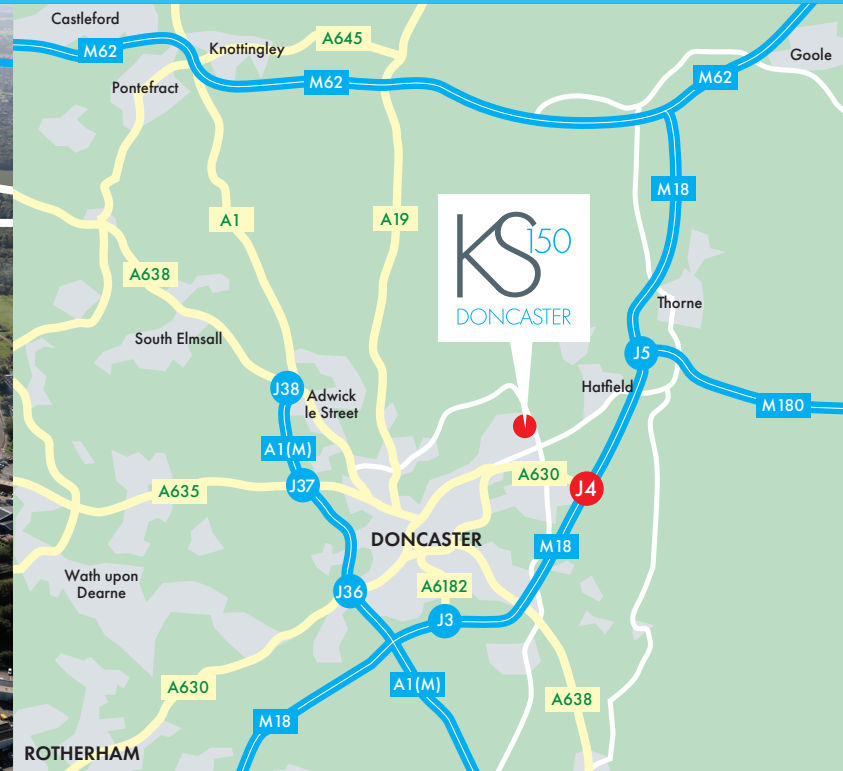 Castleford
M62
Knottingley
A645
Goole
M62
Pontefract
M62
M18
A1
A19
KS
150
DONCASTER
A638
Thorne
South Elmsall
J5
J38
Adwick
le Street
Hatfield
M180
A1(M)
J37
A635
A630
J4
DONCASTER
M18
Wath upon
Dearne
J36
A6182
J3
A630
A1(M)
A638
M18
ROTHERHAM